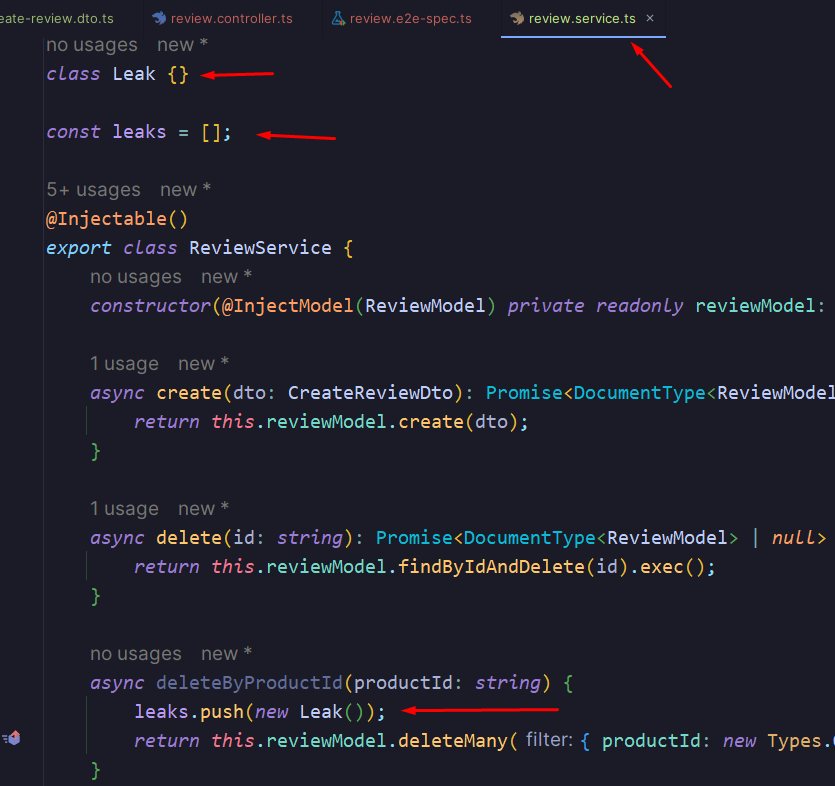 eate-review.dto.ts review.controller.ts review.e2e-spec.ts review.service.ts ×
no usages new *
class Leak {}
const leaks = [];
5+ usages new *
@Injectable()
export class ReviewService {
no usages new *
constructor(@InjectModel(ReviewModel) private readonly reviewModel:
1 usage new *
async create(dto: CreateReviewDto): Promise<DocumentType<ReviewModel
return this.reviewModel.create(dto);
}
1 usage new *
async delete(id: string): Promise<DocumentType<ReviewModel> | null>
return this.reviewModel.findByIdAndDelete(id).exec();
}
no usages new *
async deleteByProductId(productId: string) {
leaks.push(new Leak());
return this.reviewModel.deleteMany( filter: { productId: new Types.
}